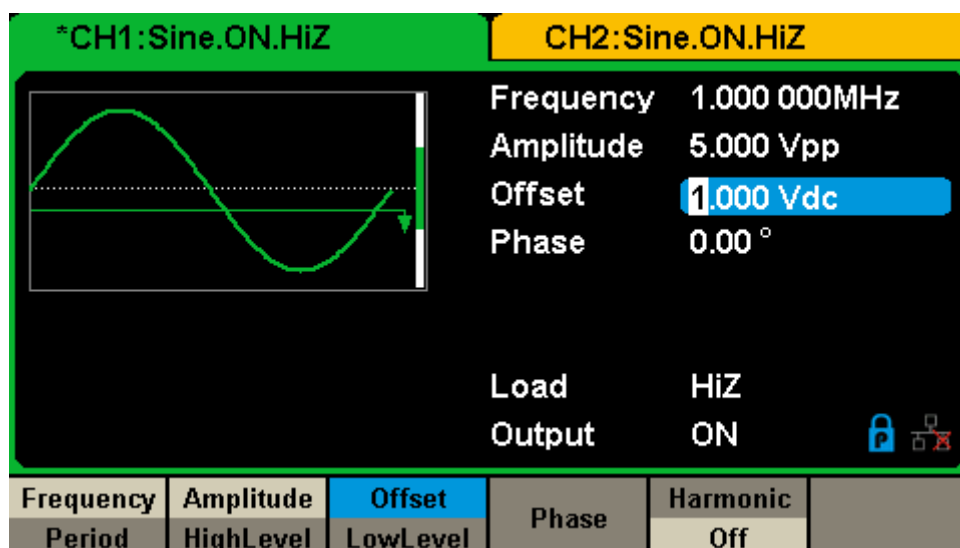 *CH1:Sine.ON.HiZ
CH2:Sine.ON.HiZ
Frequency 1.000 000MHz
Amplitude 5.000 Vpp
Offset 1.000 Vdc
Phase 0.00 °
Load HiZ
Output ON
P
Frequency Amplitude Offset Phase Harmonic
Period HighLevel LowLevel Off